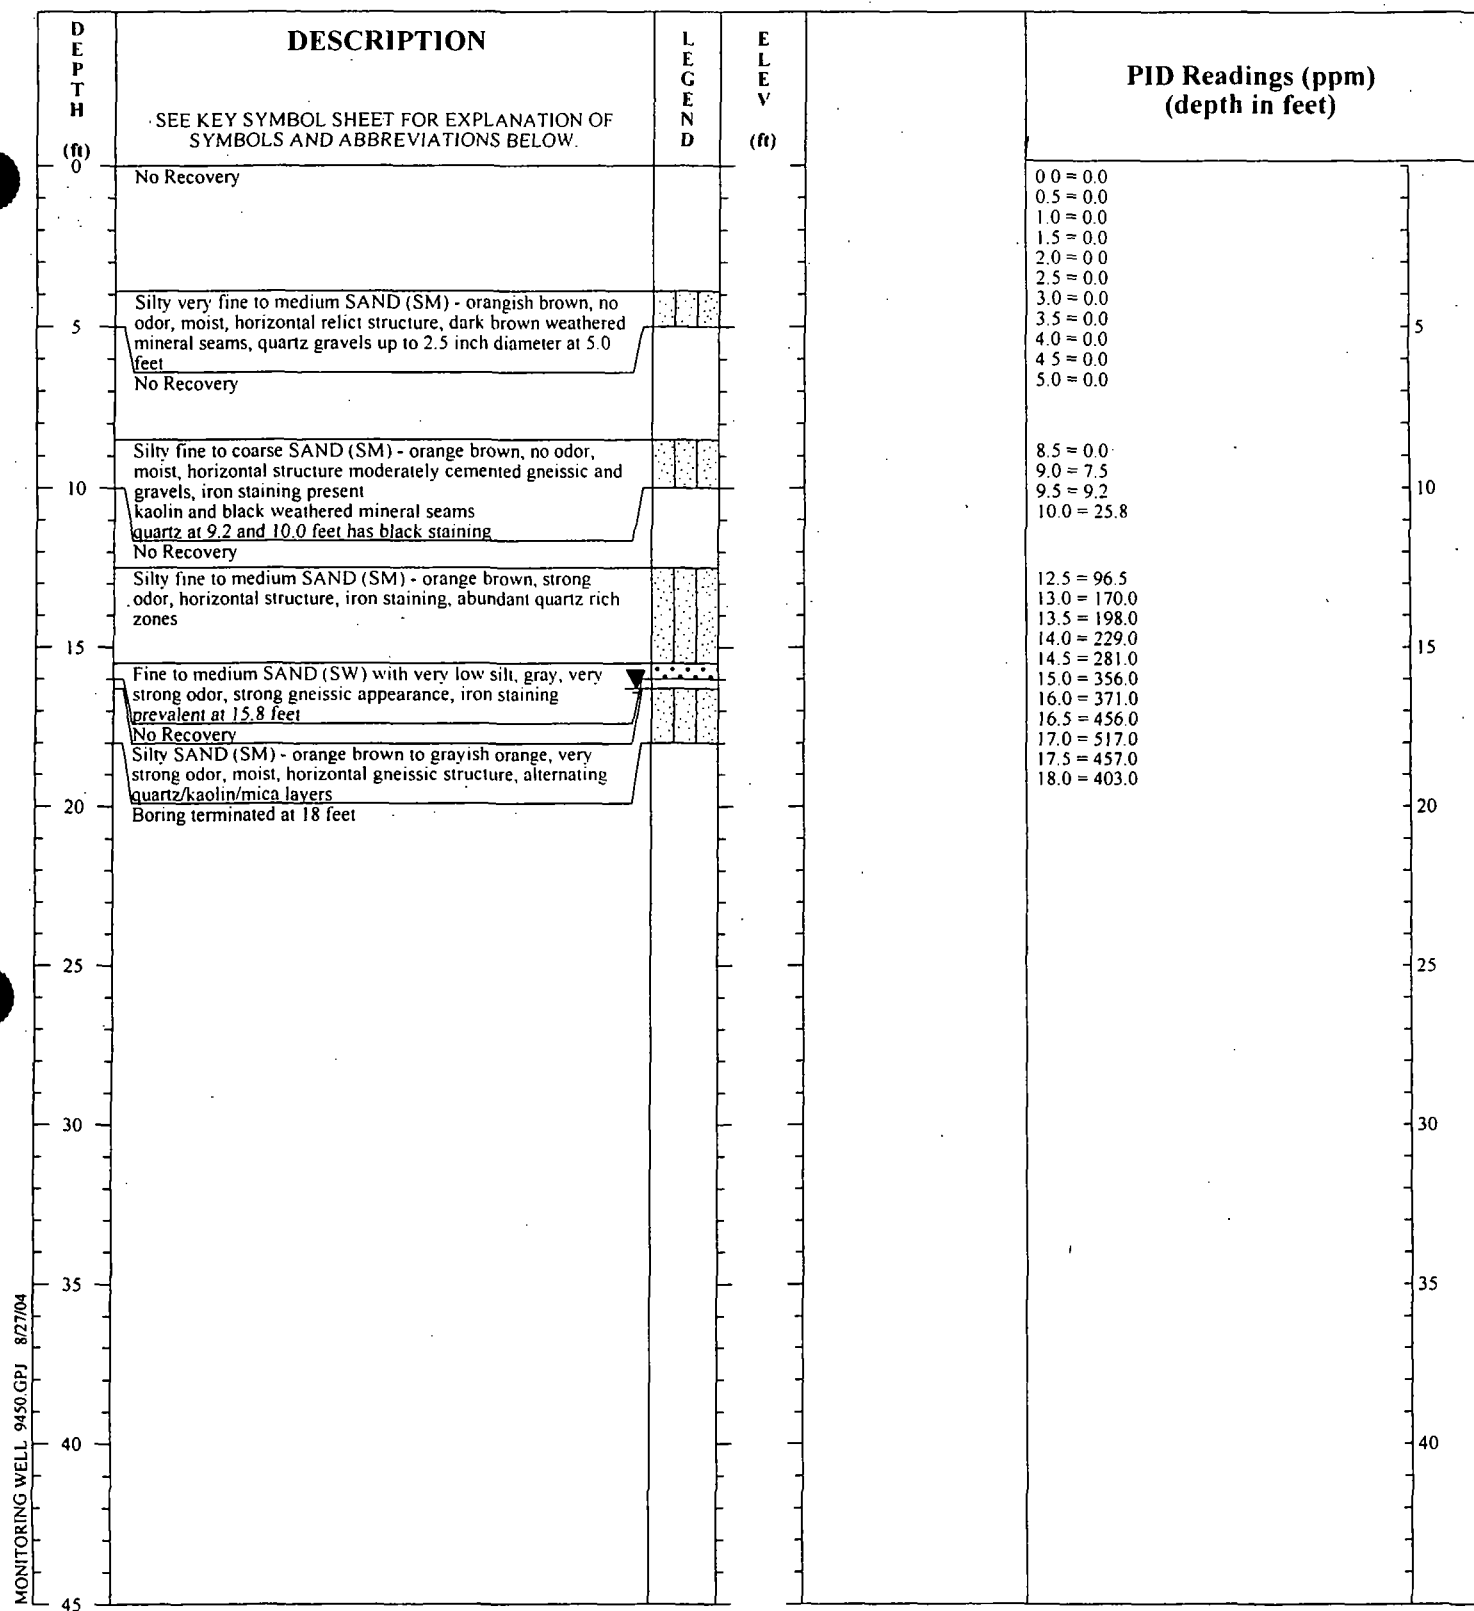 DEPTH (ft)
DESCRIPTION
SEE KEY SYMBOL SHEET FOR EXPLANATION OF
SYMBOLS AND ABBREVIATIONS BELOW.
LEGEND
ELEV (ft)
PID Readings (ppm)
(depth in feet)
0
No Recovery
Silty very fine to medium SAND (SM) - orangish brown, no
odor, moist, horizontal relict structure, dark brown weathered
mineral seams, quartz gravels up to 2.5 inch diameter at 5.0
feet
No Recovery
5
Silty fine to coarse SAND (SM) - orange brown, no odor,
moist, horizontal structure moderately cemented gneissic and
gravels, iron staining present
kaolin and black weathered mineral seams
quartz at 9.2 and 10.0 feet has black staining
No Recovery
10
Silty fine to medium SAND (SM) - orange brown, strong
odor, horizontal structure, iron staining, abundant quartz rich
zones
15
Fine to medium SAND (SW) with very low silt, gray, very
strong odor, strong gneissic appearance, iron staining
prevalent at 15.8 feet
No Recovery
Silty SAND (SM) - orange brown to grayish orange, very
strong odor, moist, horizontal gneissic structure, alternating
quartz/kaolin/mica layers
Boring terminated at 18 feet
20
25
30
35
40
45
0 0 = 0.0
0.5 = 0.0
1.0 = 0.0
1.5 = 0.0
2.0 = 0 0
2.5 = 0.0
3.0 = 0.0
3.5 = 0.0
4.0 = 0.0
4 5 = 0.0
5.0 = 0.0
8.5 = 0.0
9.0 = 7.5
9.5 = 9.2
10.0 = 25.8
12.5 = 96.5
13.0 = 170.0
13.5 = 198.0
14.0 = 229.0
14.5 = 281.0
15.0 = 356.0
16.0 = 371.0
16.5 = 456.0
17.0 = 517.0
17.5 = 457.0
18.0 = 403.0
5
10
15
20
25
30
35
40
MONITORING WELL 9450.GPJ 8/27/04